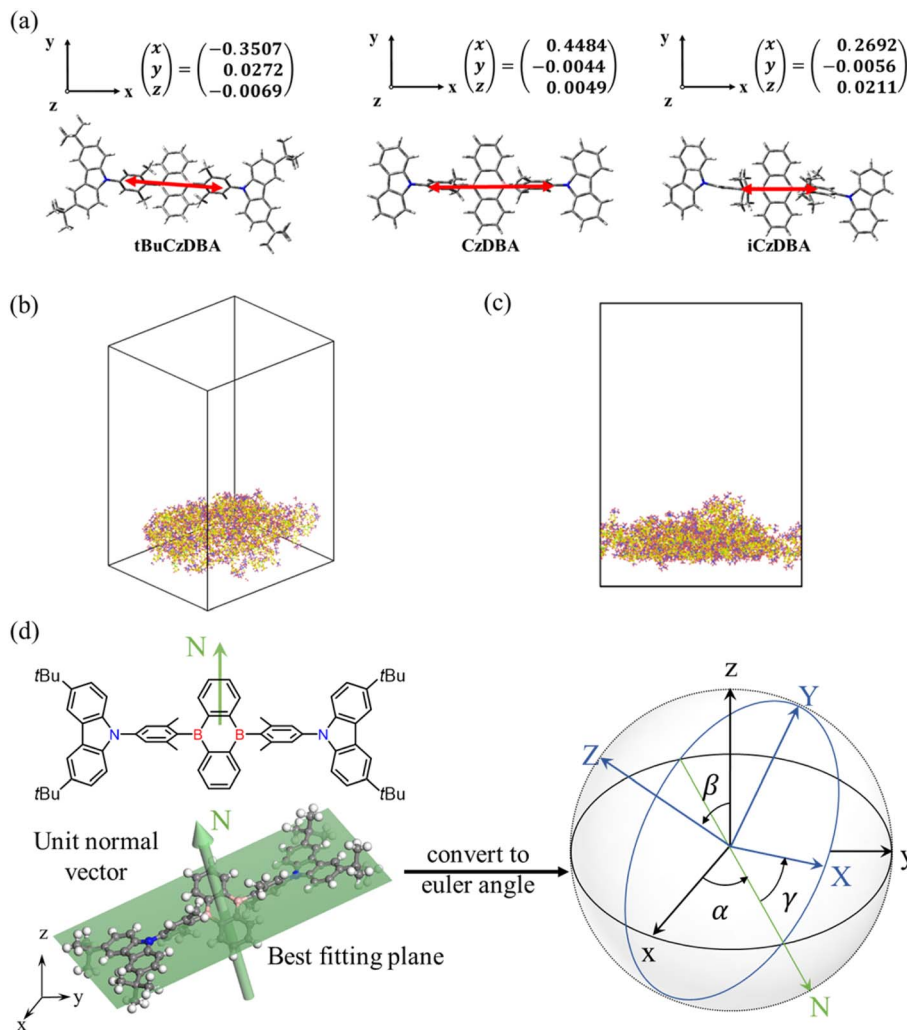 (a)
y
x
z
(x y z) = (−0.3507 0.0272 −0.0069)
tBuCzDBA
y
x
z
(x y z) = (0.4484 −0.0044 0.0049)
CzDBA
y
x
z
(x y z) = (0.2692 −0.0056 0.0211)
iCzDBA
(b)
(c)
(d)
N
tBu
tBu
N
B
B
N
tBu
tBu
Unit normal
vector
N
Best fitting plane
z
y
x
convert to
euler angle
z
Y
Z
β
X
y
α
γ
x
N